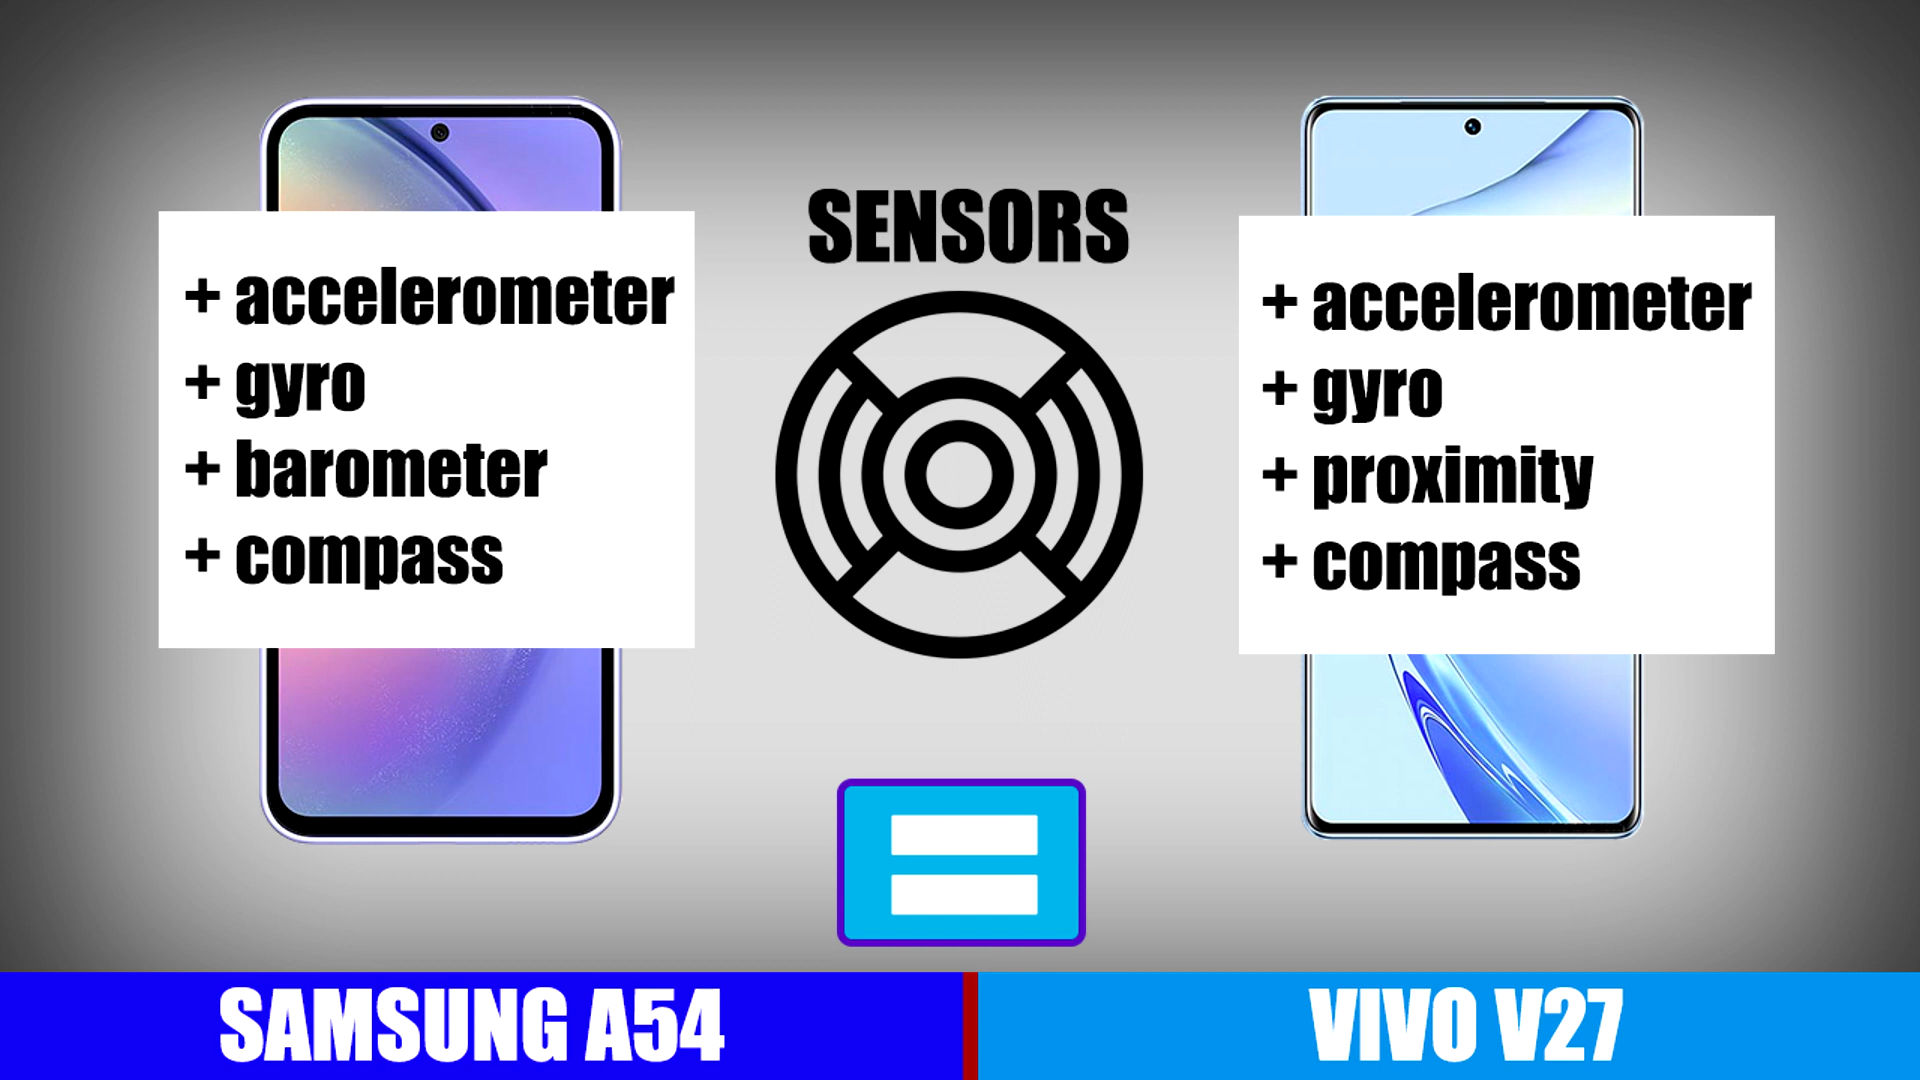 SENSORS
+ accelerometer
+ gyro
+ barometer
+ compass
+ accelerometer
+ gyro
+ proximity
+ compass
=
SAMSUNG A54
VIVO V27